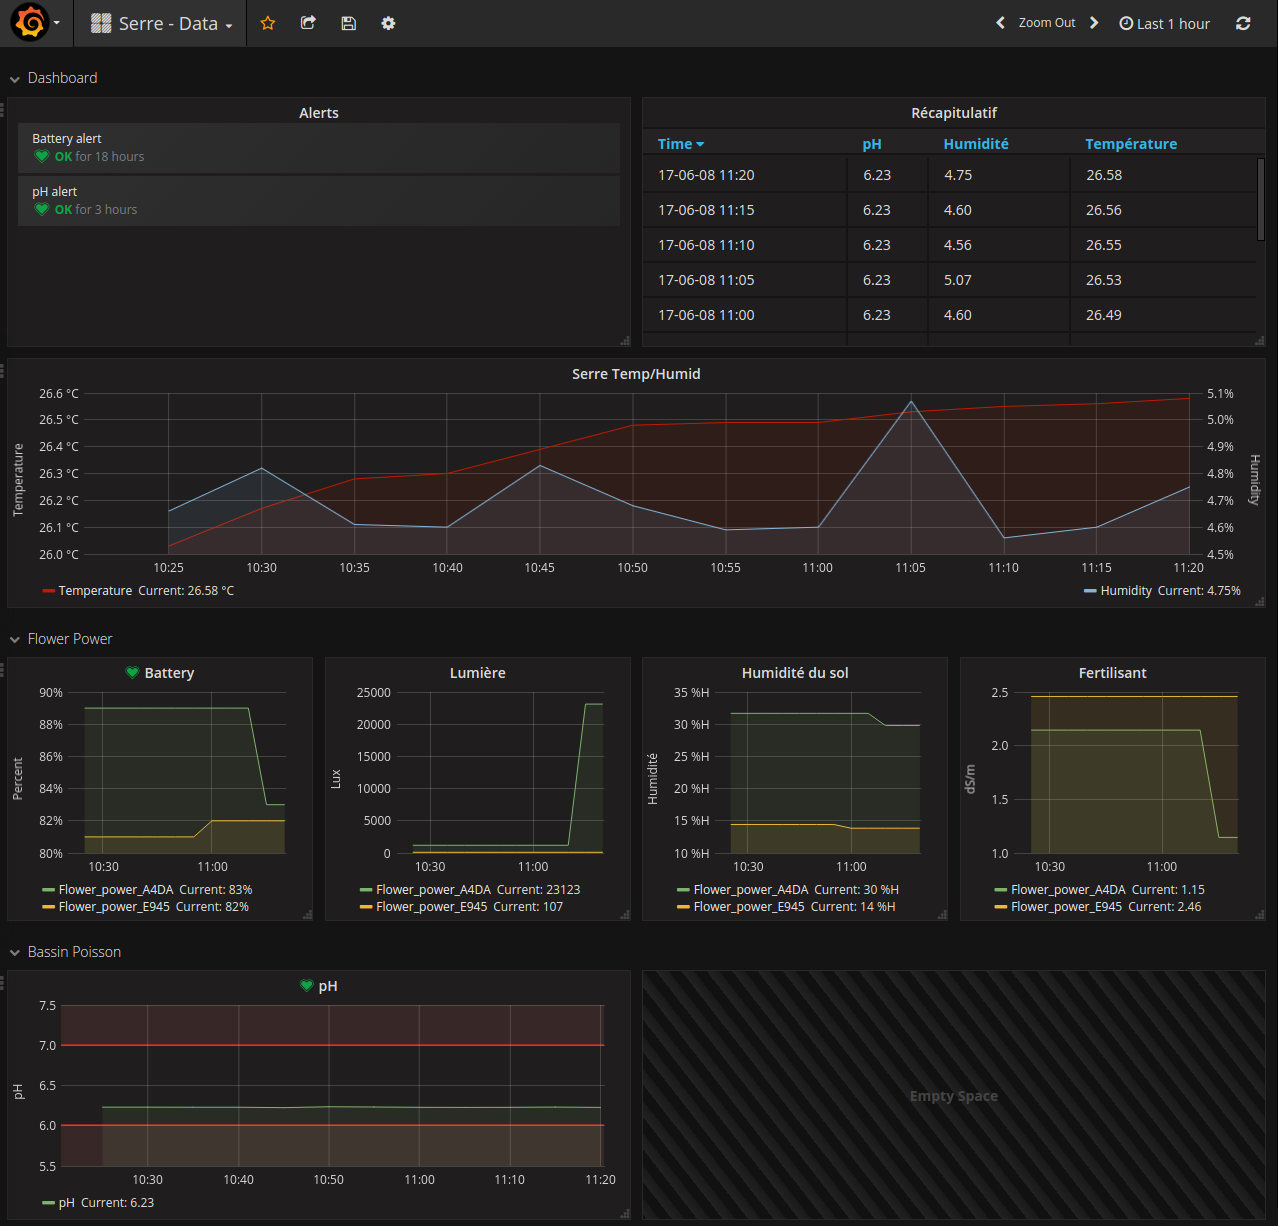 Serre - Data
Zoom Out
Last 1 hour
Dashboard
Alerts
Battery alert
OK for 18 hours
pH alert
OK for 3 hours
Récapitulatif
Time pH Humidité Température
17-06-08 11:20 6.23 4.75 26.58
17-06-08 11:15 6.23 4.60 26.56
17-06-08 11:10 6.23 4.56 26.55
17-06-08 11:05 6.23 5.07 26.53
17-06-08 11:00 6.23 4.60 26.49
Serre Temp/Humid
Temperature
26.6 °C
26.5 °C
26.4 °C
26.3 °C
26.2 °C
26.1 °C
26.0 °C
5.1%
5.0%
4.9%
4.8%
4.7%
4.6%
4.5%
Humidity
10:25 10:30 10:35 10:40 10:45 10:50 10:55 11:00 11:05 11:10 11:15 11:20
Temperature Current: 26.58 °C
Humidity Current: 4.75%
Flower Power
Battery
Percent
90%
88%
86%
84%
82%
80%
10:30 11:00
Flower_power_A4DA Current: 83%
Flower_power_E945 Current: 82%
Lumière
Lux
25000
20000
15000
10000
5000
0
10:30 11:00
Flower_power_A4DA Current: 23123
Flower_power_E945 Current: 107
Humidité du sol
Humidité
35 %H
30 %H
25 %H
20 %H
15 %H
10 %H
10:30 11:00
Flower_power_A4DA Current: 30 %H
Flower_power_E945 Current: 14 %H
Fertilisant
dS/m
2.5
2.0
1.5
1.0
10:30 11:00
Flower_power_A4DA Current: 1.15
Flower_power_E945 Current: 2.46
Bassin Poisson
pH
pH
7.5
7.0
6.5
6.0
5.5
10:30 10:40 10:50 11:00 11:10 11:20
pH Current: 6.23
Empty Space